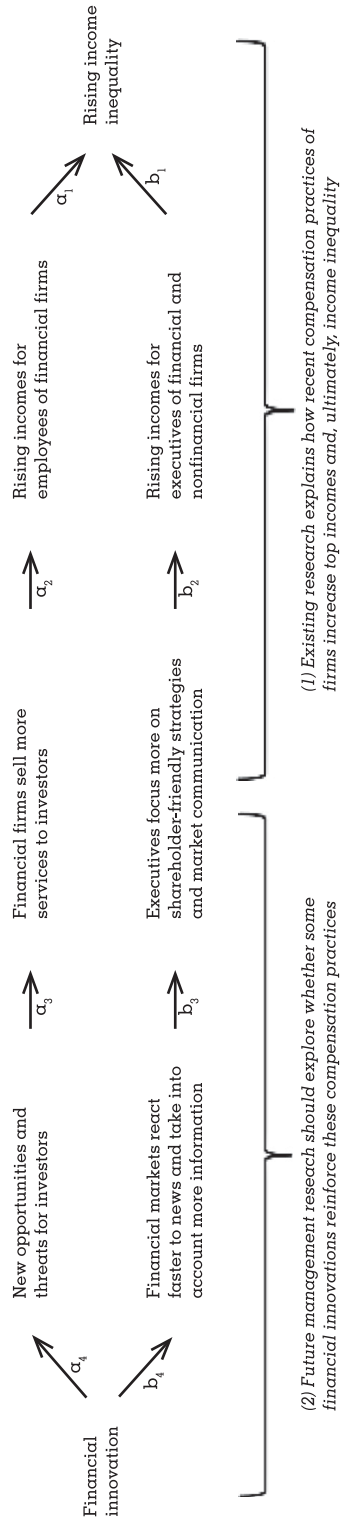 Financial
innovation
a4
b4
New opportunities and
threats for investors
Financial markets react
faster to news and take into
account more information
a3
b3
Financial firms sell more
services to investors
Executives focus more on
shareholder-friendly strategies
and market communication
a2
b2
Rising incomes for
employees of financial firms
Rising incomes for
executives of financial and
nonfinancial firms
a1
b1
Rising income
inequality
(2) Future management reseach should explore whether some
financial innovations reinforce these compensation practices
(1) Existing research explains how recent compensation practices of
firms increase top incomes and, ultimately, income inequality